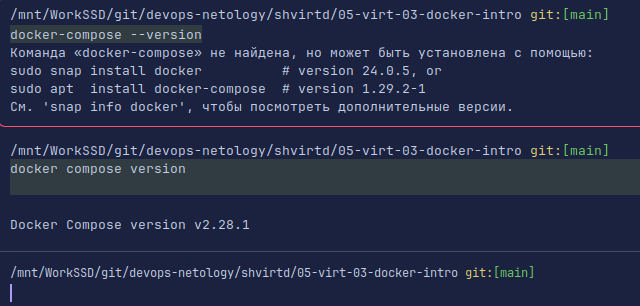 /mnt/WorkSSD/git/devops-netology/shvirtd/05-virt-03-docker-intro git:[main]
docker-compose --version
Команда «docker-compose» не найдена, но может быть установлена с помощью:
sudo snap install docker          # version 24.0.5, or
sudo apt  install docker-compose  # version 1.29.2-1
См. 'snap info docker', чтобы посмотреть дополнительные версии.
/mnt/WorkSSD/git/devops-netology/shvirtd/05-virt-03-docker-intro git:[main]
docker compose version
Docker Compose version v2.28.1
/mnt/WorkSSD/git/devops-netology/shvirtd/05-virt-03-docker-intro git:[main]